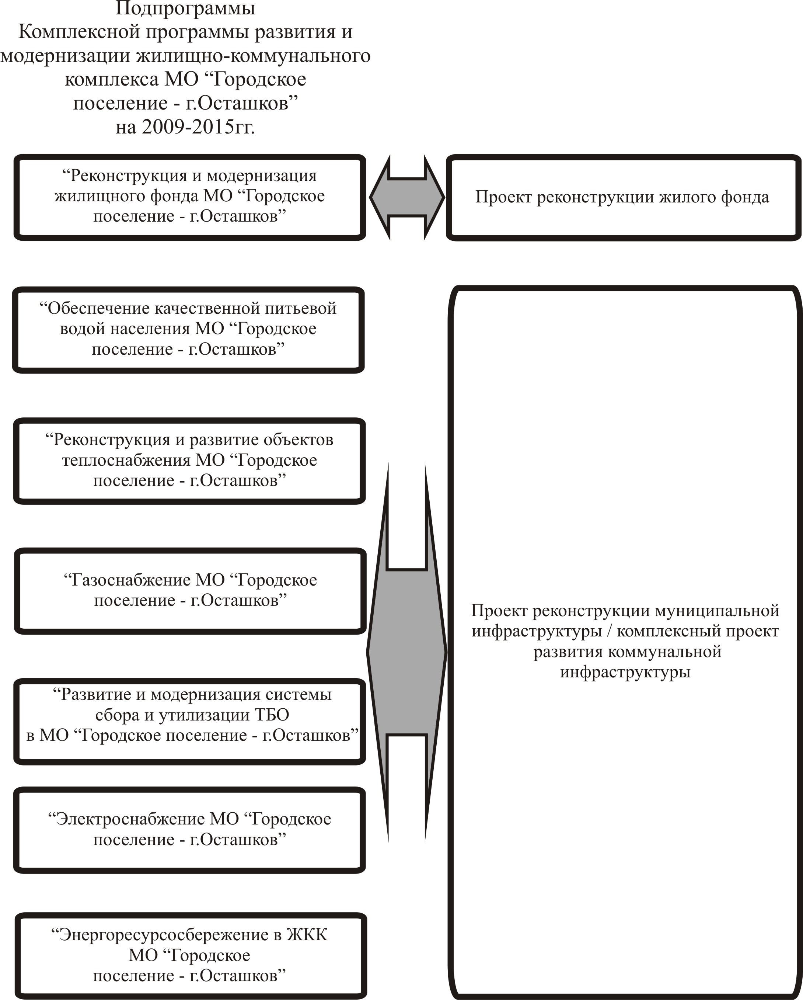 Подпрограммы
Комплексной программы развития и
модернизации жилищно-коммунального
комплекса МО “Городское
поселение - г.Осташков”
на 2009-2015гг.
“Реконструкция и модернизация
жилищного фонда МО “Городское
поселение - г.Осташков”
Проект реконструкции жилого фонда
“Обеспечение качественной питьевой
водой населения МО “Городское
поселение - г.Осташков”
“Реконструкция и развитие объектов
теплоснабжения МО “Городское
поселение - г.Осташков”
“Газоснабжение МО “Городское
поселение - г.Осташков”
“Развитие и модернизация системы
сбора и утилизации ТБО
в МО “Городское поселение - г.Осташков”
“Электроснабжение МО “Городское
поселение - г.Осташков”
“Энергоресурсосбережение в ЖКК
МО “Городское
поселение - г.Осташков”
Проект реконструкции муниципальной
инфраструктуры / комплексный проект
развития коммунальной
инфраструктуры